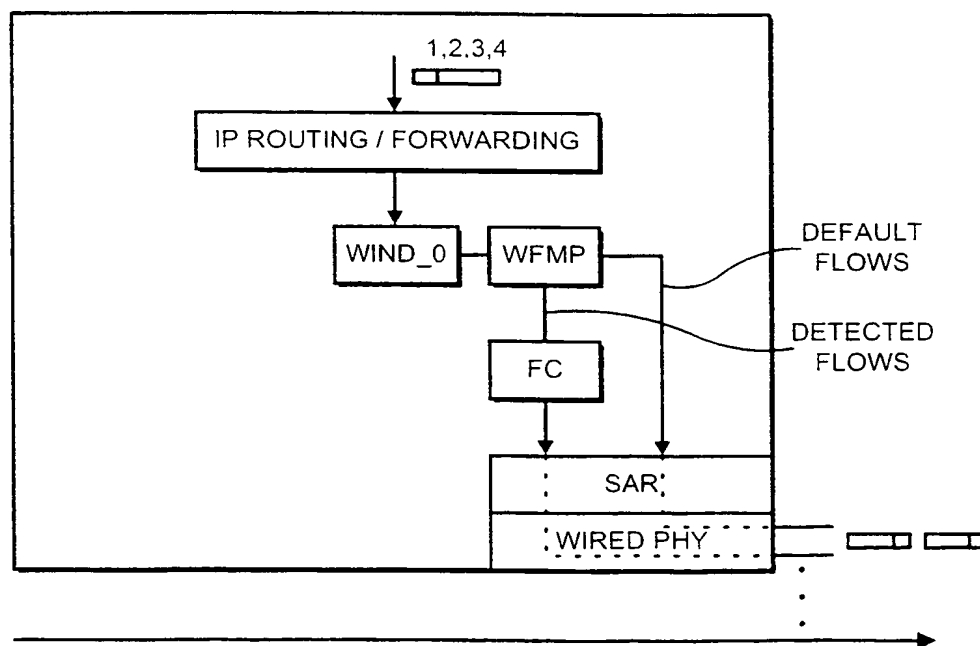 1,2,3,4
IP ROUTING / FORWARDING
WIND_0
WFMP
DEFAULT
FLOWS
DETECTED
FLOWS
FC
SAR
WIRED PHY